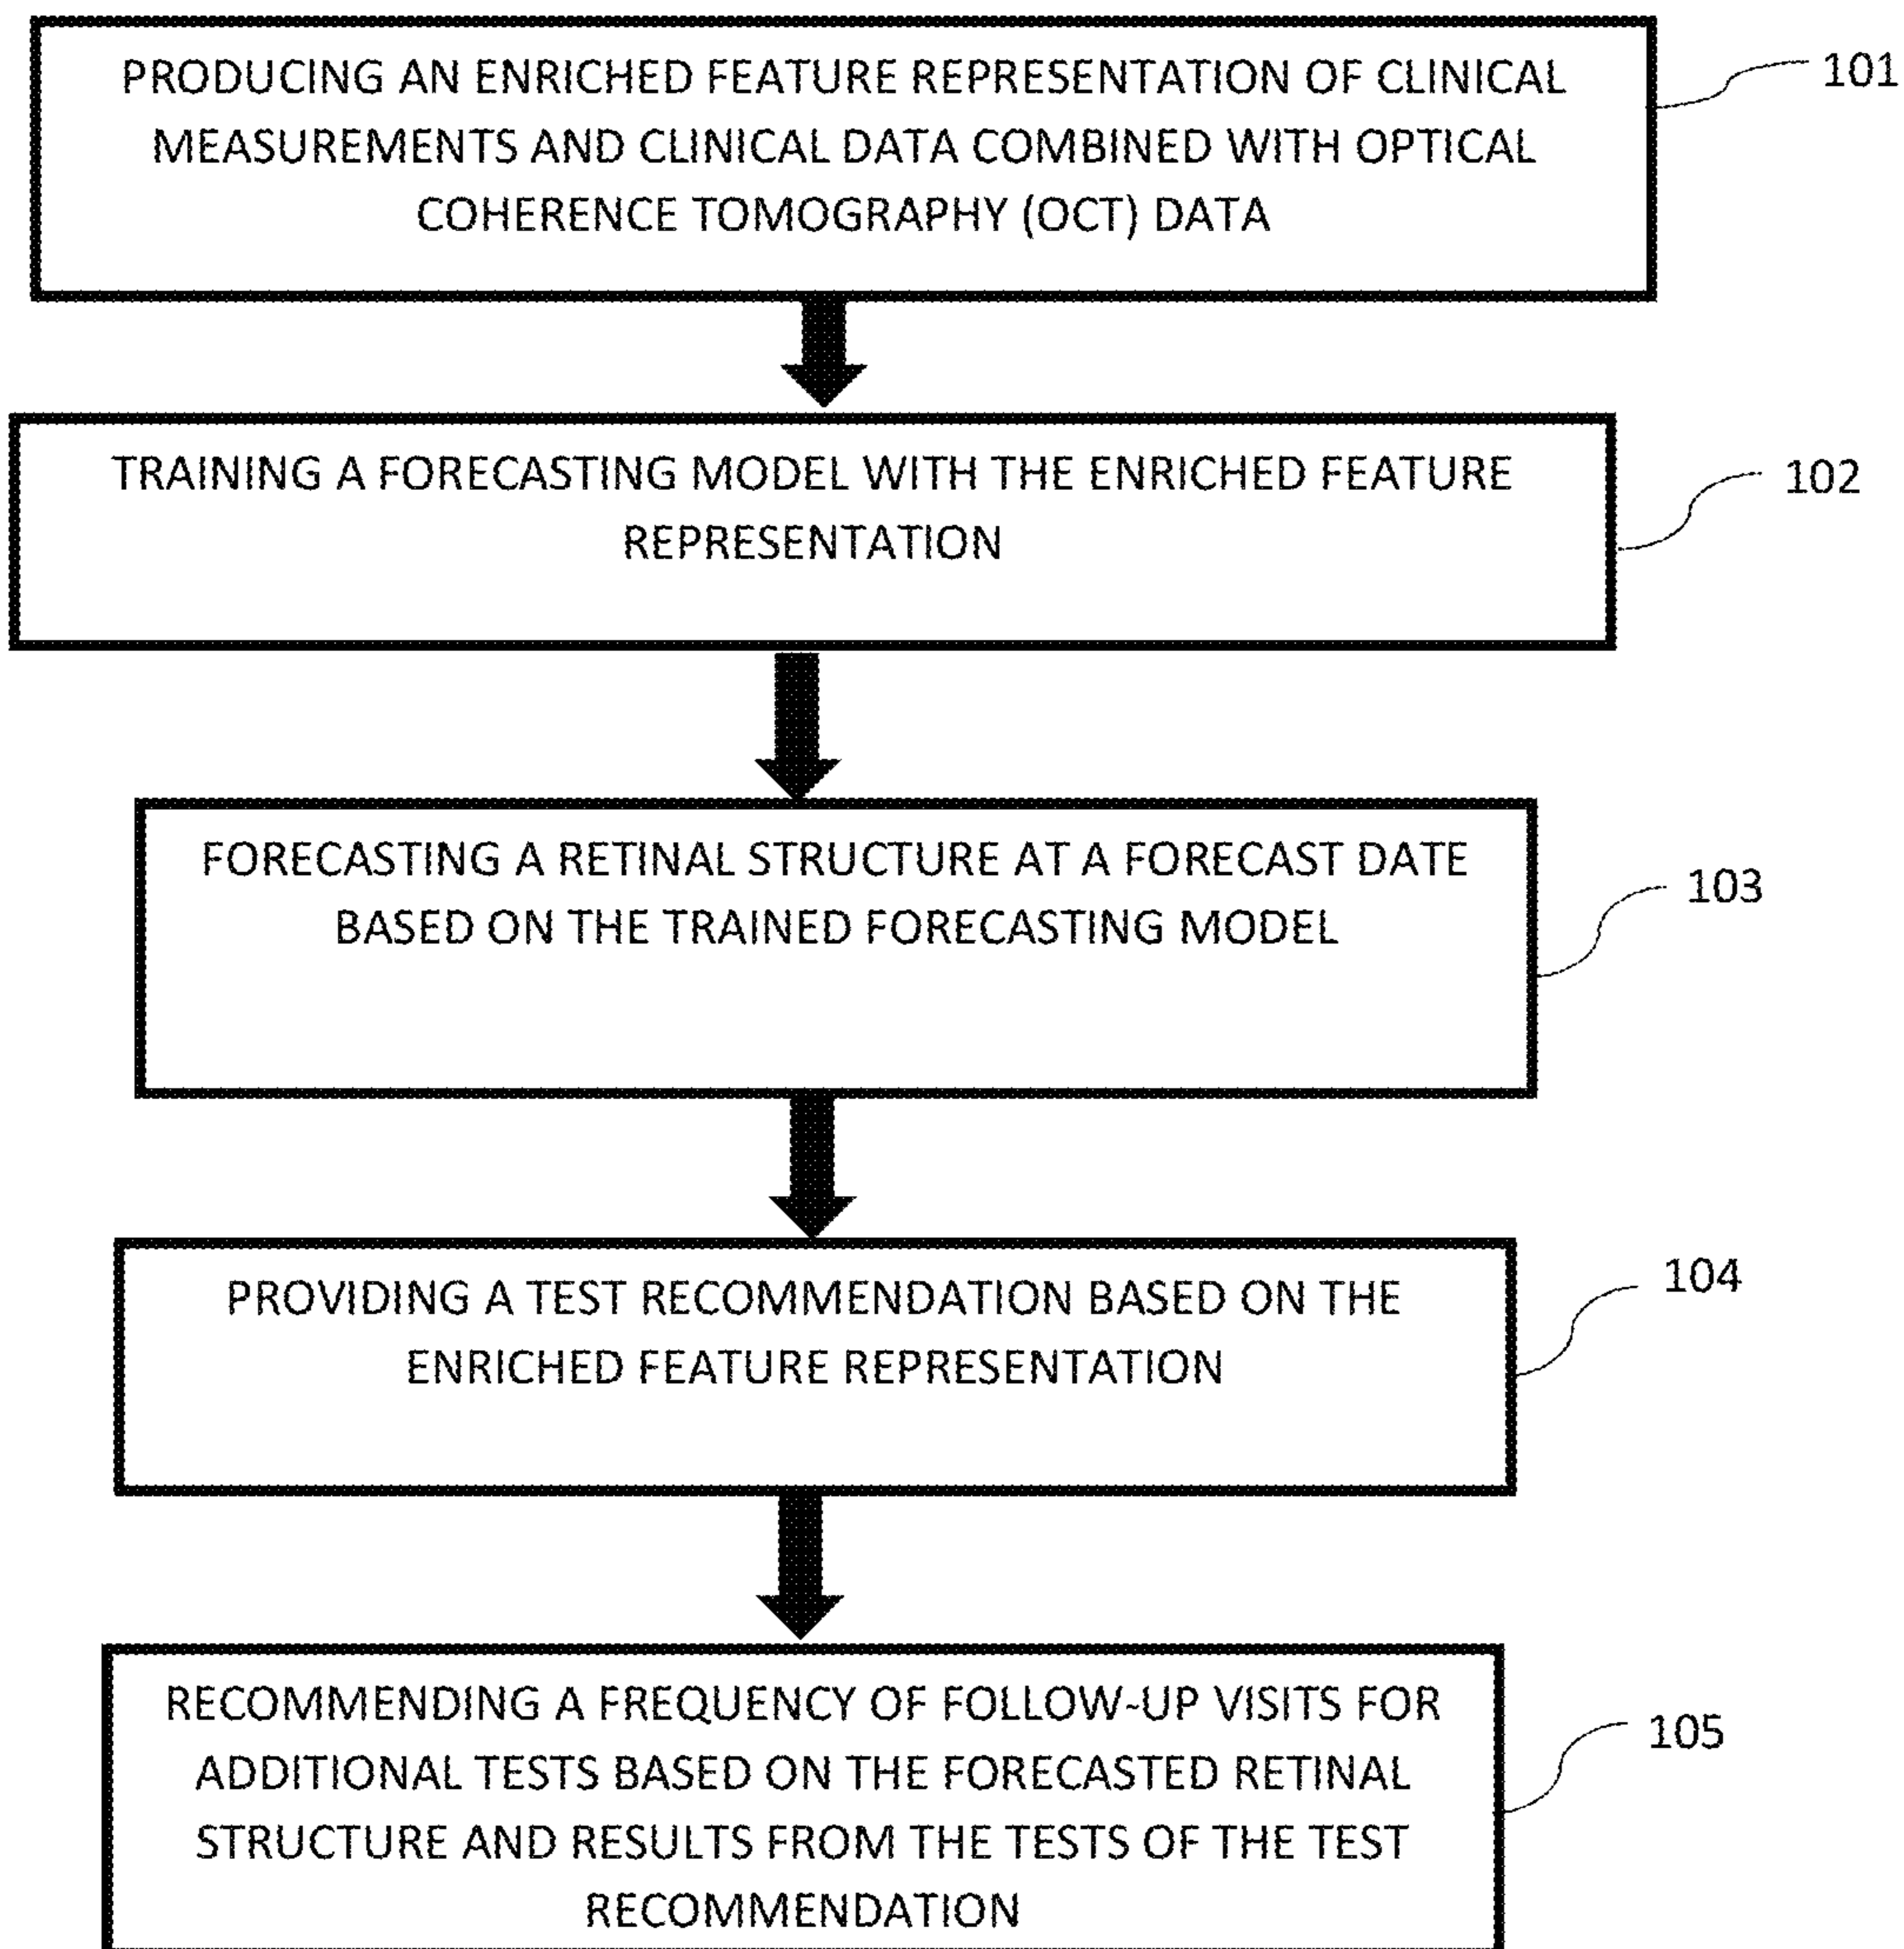 PRODUCING AN ENRICHED FEATURE REPRESENTATION OF CLINICAL
MEASUREMENTS AND CLINICAL DATA COMBINED WITH OPTICAL
COHERENCE TOMOGRAPHY (OCT) DATA
101
TRAINING A FORECASTING MODEL WITH THE ENRICHED FEATURE
REPRESENTATION
102
FORECASTING A RETINAL STRUCTURE AT A FORECAST DATE
BASED ON THE TRAINED FORECASTING MODEL
103
PROVIDING A TEST RECOMMENDATION BASED ON THE
ENRICHED FEATURE REPRESENTATION
104
RECOMMENDING A FREQUENCY OF FOLLOW-UP VISITS FOR
ADDITIONAL TESTS BASED ON THE FORECASTED RETINAL
STRUCTURE AND RESULTS FROM THE TESTS OF THE TEST
RECOMMENDATION
105